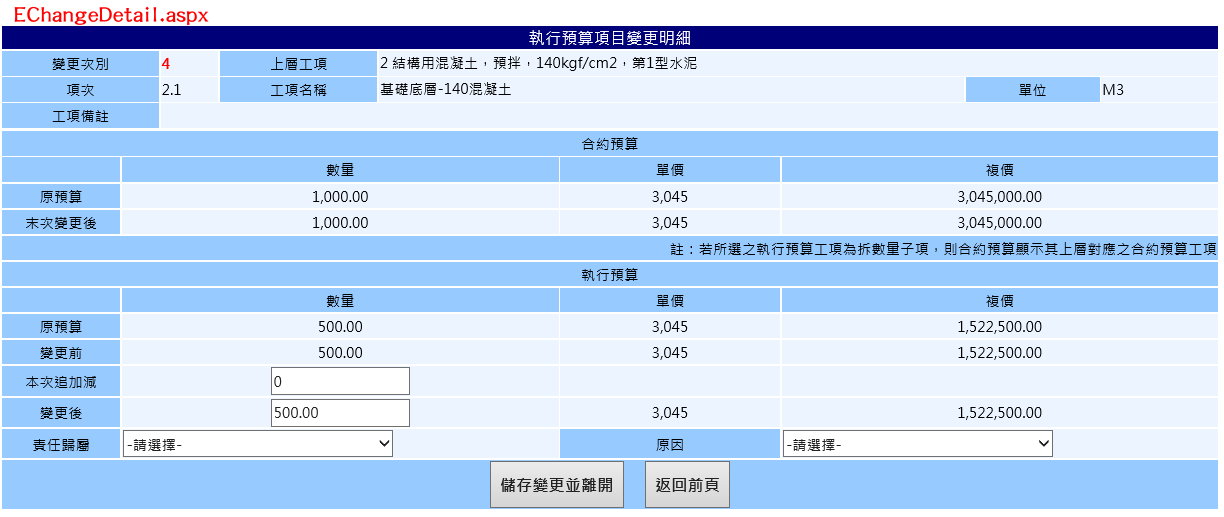 EChangeDetail.aspx
執行預算項目變更明細
變更次別 4 上層工項 2 結構用混凝土，預拌，140kgf/cm2，第1型水泥
項次 2.1 工項名稱 基礎底層-140混凝土 單位 M3
工項備註
合約預算
數量 單價 複價
原預算 1,000.00 3,045 3,045,000.00
末次變更後 1,000.00 3,045 3,045,000.00
註：若所選之執行預算工項為拆數量子項，則合約預算顯示其上層對應之合約預算工項
執行預算
數量 單價 複價
原預算 500.00 3,045 1,522,500.00
變更前 500.00 3,045 1,522,500.00
本次追加減 0
變更後 500.00 3,045 1,522,500.00
責任歸屬 -請選擇- 原因 -請選擇-
儲存變更並離開 返回前頁